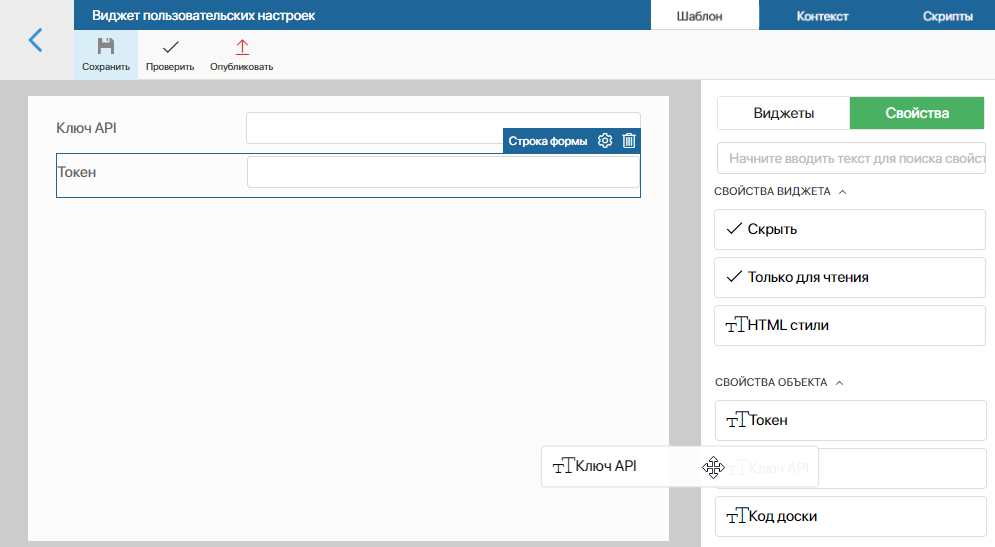 Виджет пользовательских настроек
Шаблон
Контекст
Скрипты
Сохранить
Проверить
Опубликовать
Виджеты
Свойства
Начните вводить текст для поиска свойст
Ключ API
Строка формы
Токен
СВОЙСТВА ВИДЖЕТА
Скрыть
Только для чтения
HTML стили
СВОЙСТВА ОБЪЕКТА
Токен
Ключ API
Ключ API
Код доски